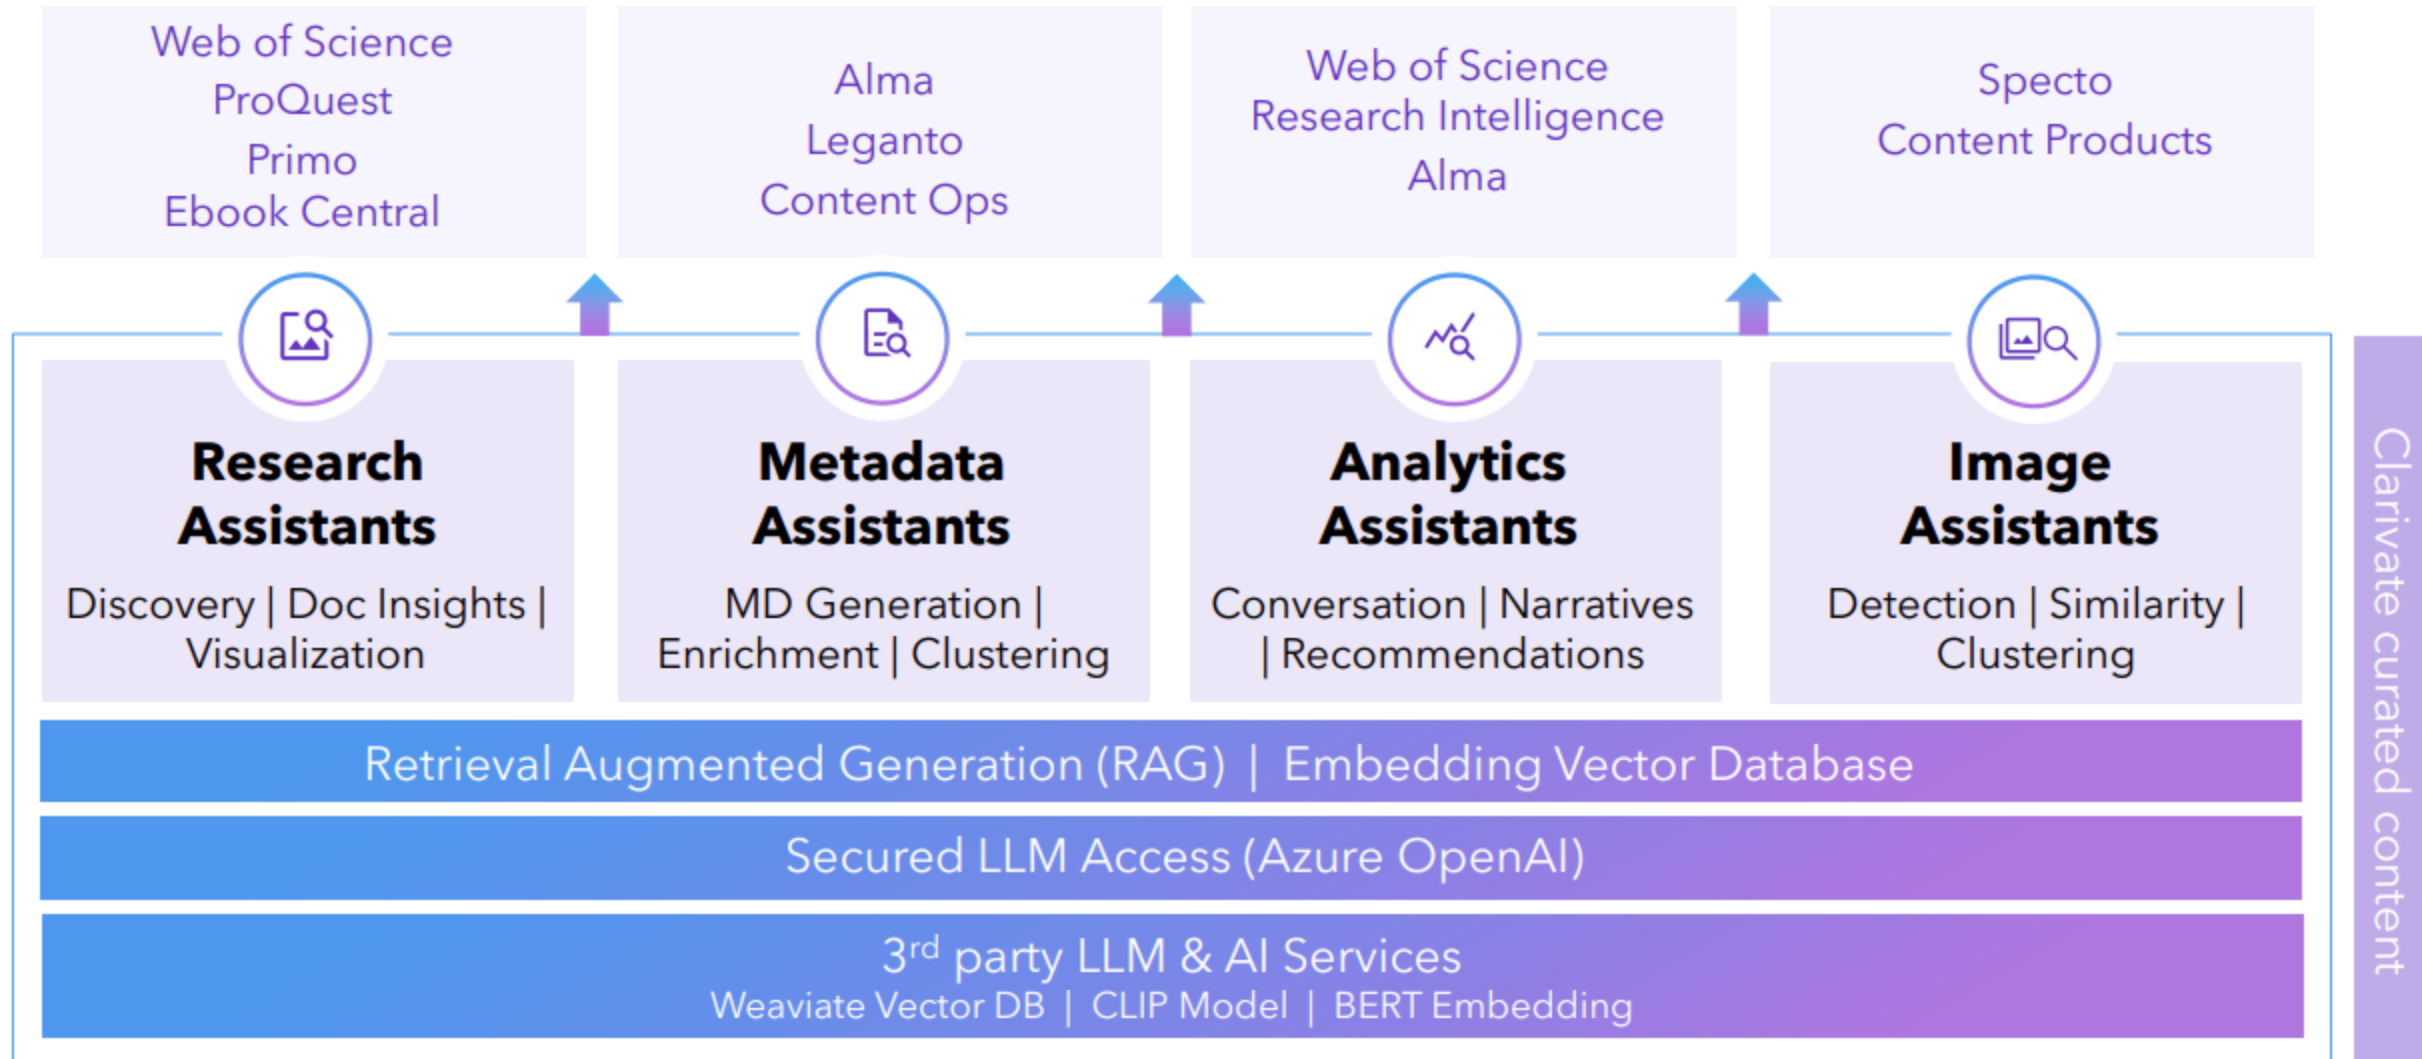 Web of Science
ProQuest
Primo
Ebook Central
Alma
Leganto
Content Ops
Web of Science
Research Intelligence
Alma
Specto
Content Products
Research
Assistants
Discovery | Doc Insights |
Visualization
Metadata
Assistants
MD Generation |
Enrichment | Clustering
Analytics
Assistants
Conversation | Narratives
| Recommendations
Image
Assistants
Detection | Similarity |
Clustering
Retrieval Augmented Generation (RAG) | Embedding Vector Database
Secured LLM Access (Azure OpenAI)
3rd party LLM & AI Services
Weaviate Vector DB | CLIP Model | BERT Embedding
Clarivate curated content